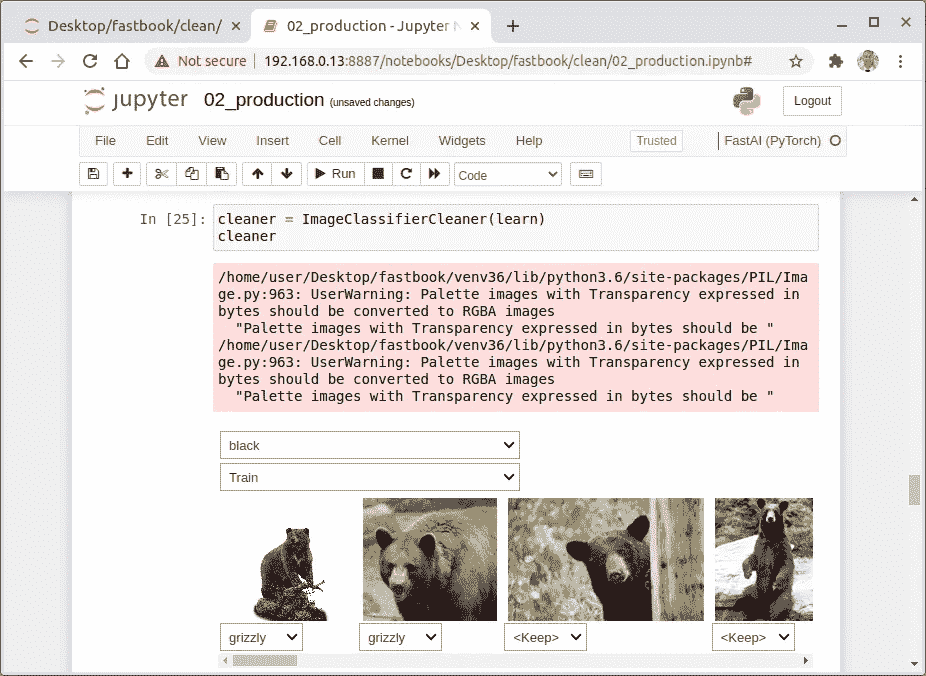 Desktop/fastbook/clean/
02_production - Jupyter N
Not secure
192.168.0.13:8887/notebooks/Desktop/fastbook/clean/02_production.ipynb#
jupyter 02_production (unsaved changes)
Logout
File Edit View Insert Cell Kernel Widgets Help
Trusted
FastAI (PyTorch)
Run
Code
In [25]: cleaner = ImageClassifierCleaner(learn)
cleaner
/home/user/Desktop/fastbook/venv36/lib/python3.6/site-packages/PIL/Ima
ge.py:963: UserWarning: Palette images with Transparency expressed in
bytes should be converted to RGBA images
"Palette images with Transparency expressed in bytes should be "
/home/user/Desktop/fastbook/venv36/lib/python3.6/site-packages/PIL/Ima
ge.py:963: UserWarning: Palette images with Transparency expressed in
bytes should be converted to RGBA images
"Palette images with Transparency expressed in bytes should be "
black
Train
grizzly grizzly <Keep> <Keep>